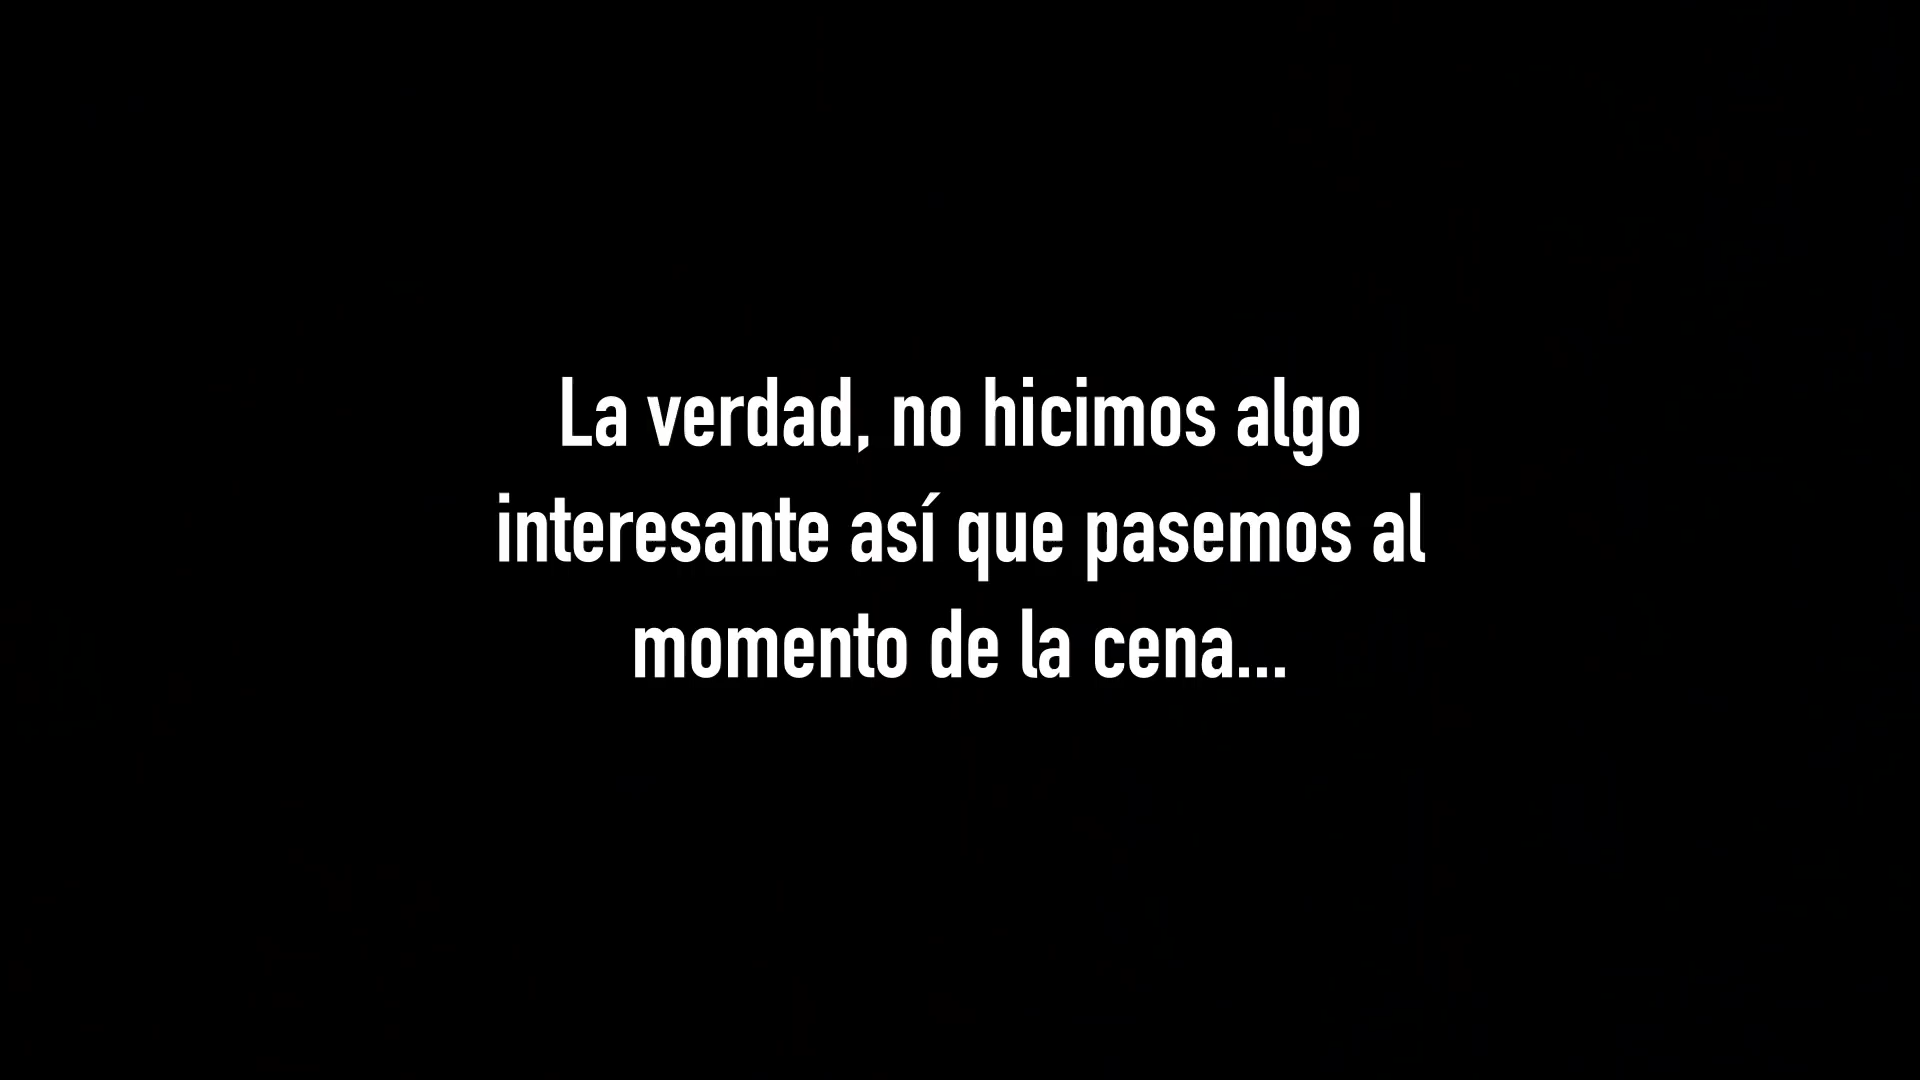 La verdad, no hicimos algo
interesante así que pasemos al
momento de la cena...